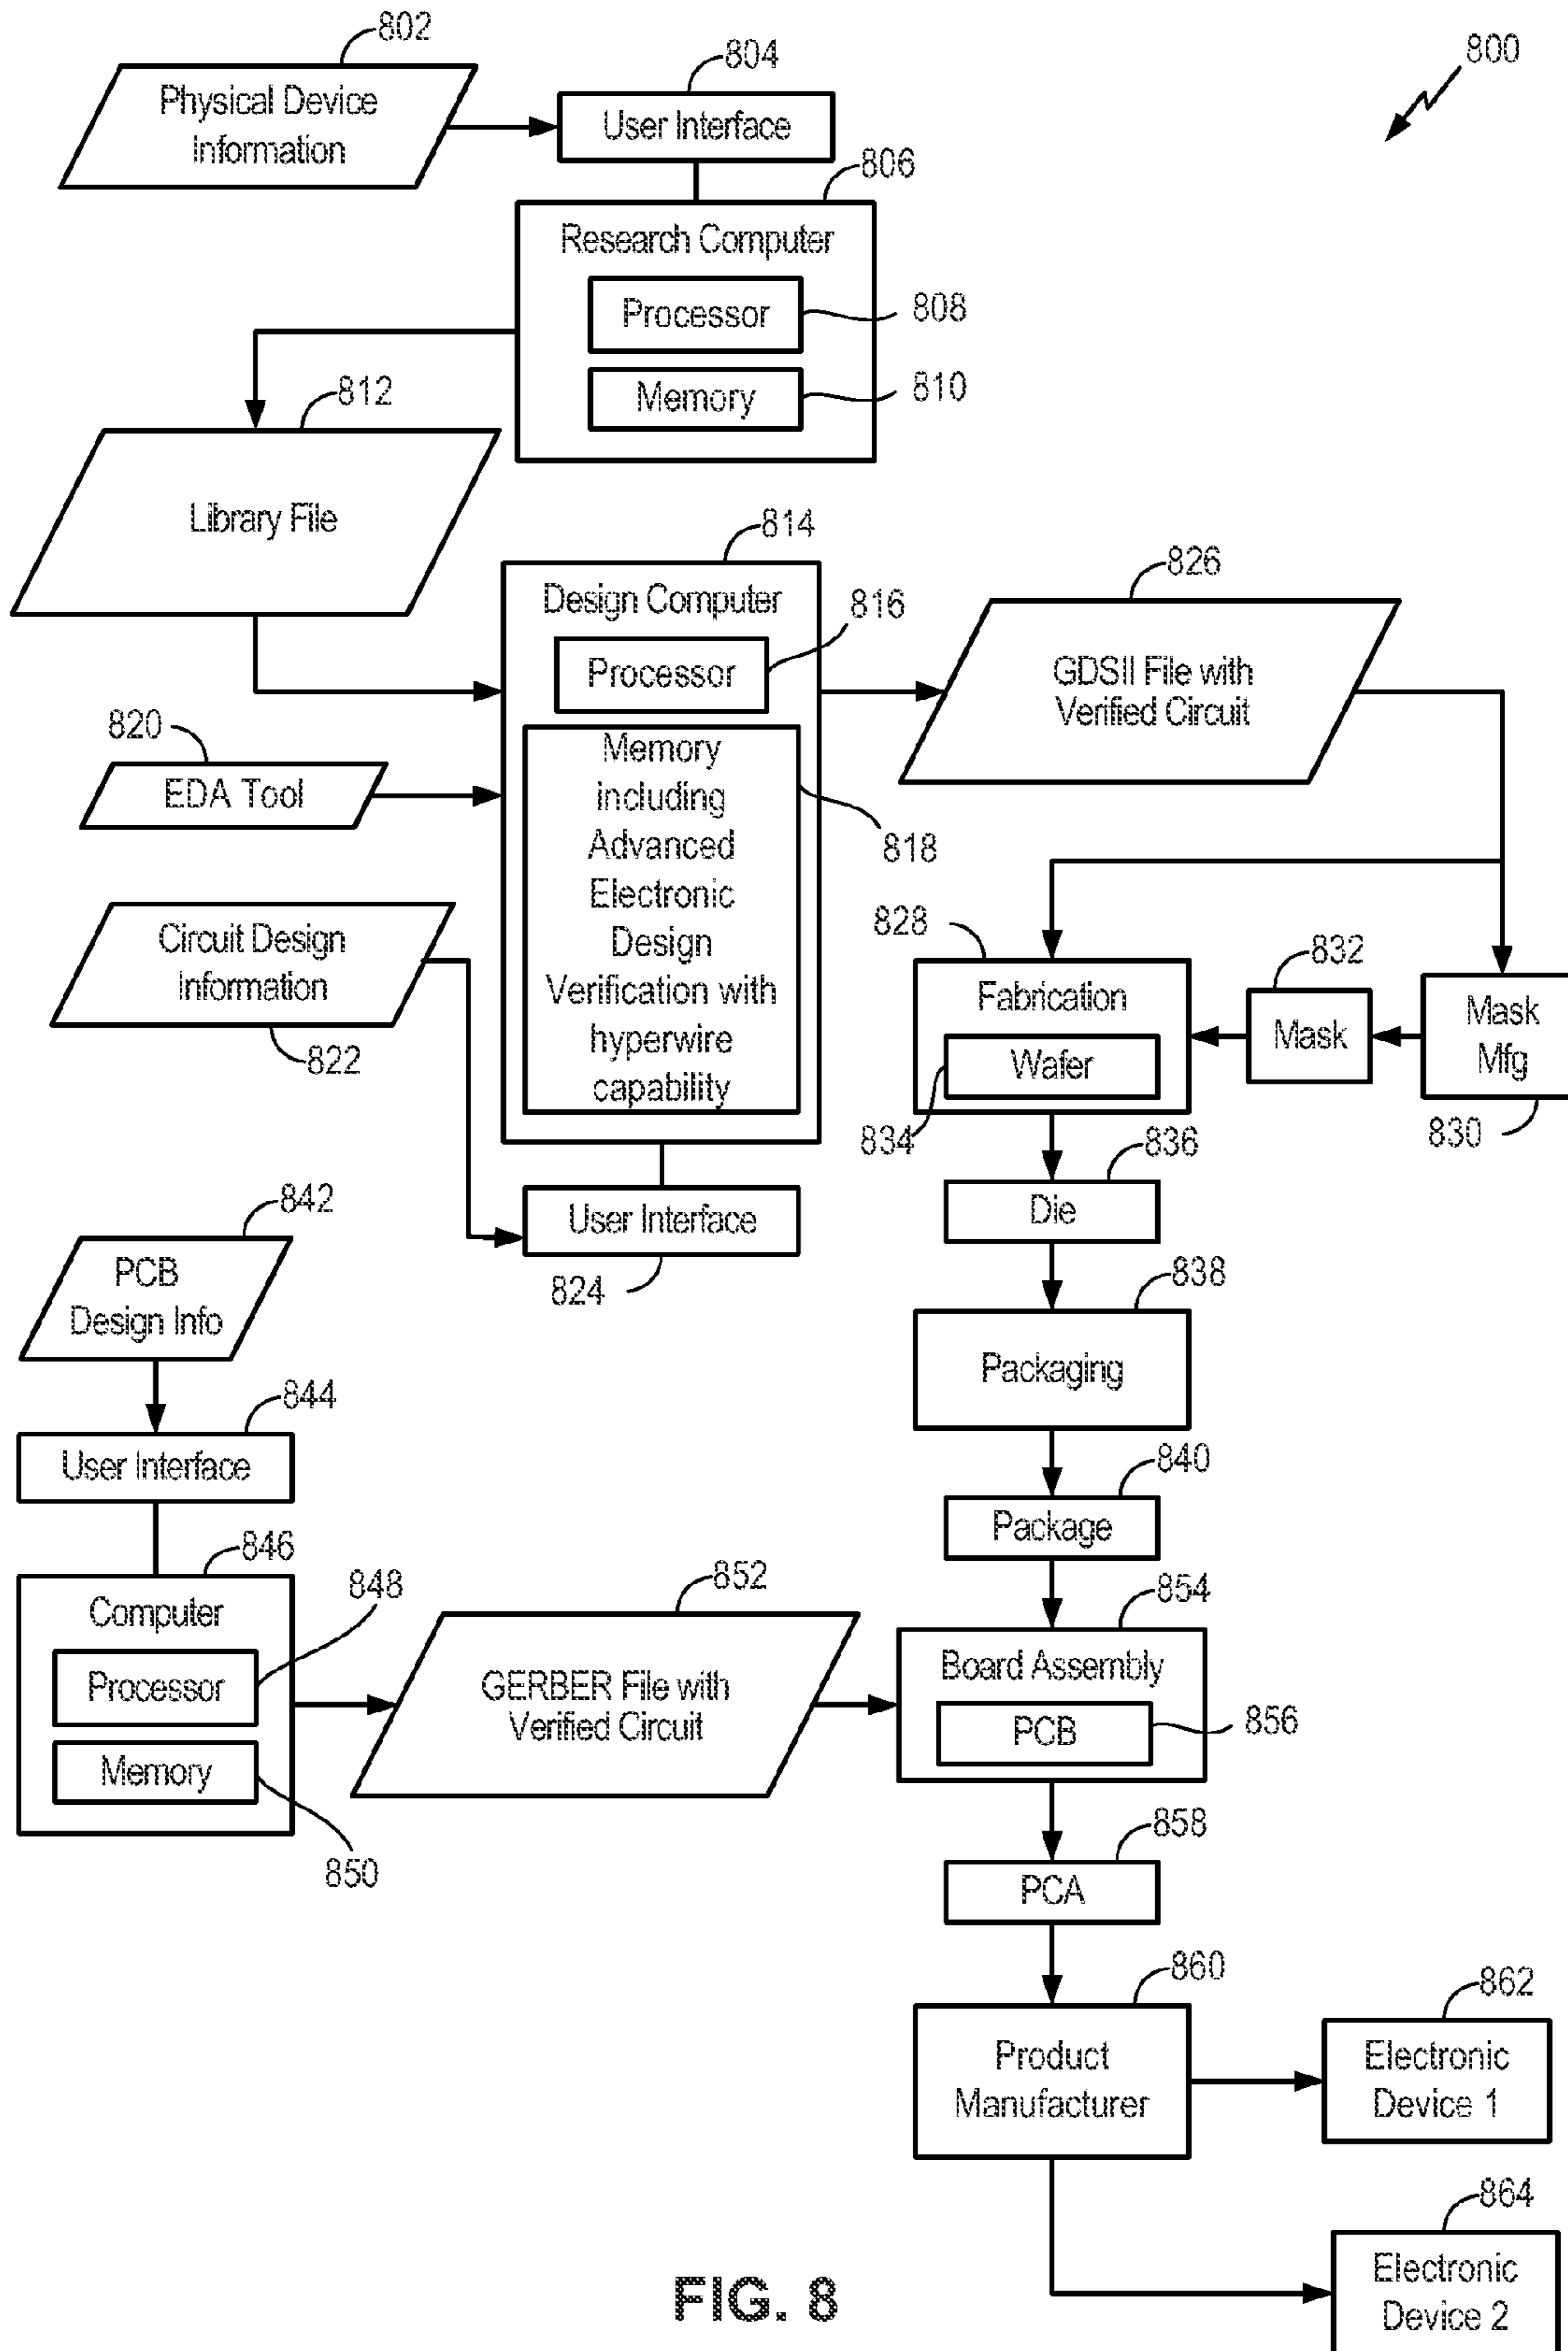 802
Physical Device
Information
804
User Interface
800
806
Research Computer
Processor
808
Memory
810
812
Library File
814
Design Computer
816
Processor
826
GDSII File with
Verified Circuit
820
EDA Tool
Memory
including
Advanced
Electronic
Design
Verification with
hyperwire
capability
818
Circuit Design
Information
822
828
Fabrication
Wafer
834
832
Mask
Mask
Mfg
830
836
Die
User Interface
824
838
Packaging
842
PCB
Design Info
844
User Interface
840
Package
846
Computer
848
Processor
Memory
850
852
GERBER File with
Verified Circuit
854
Board Assembly
PCB
856
858
PCA
860
Product
Manufacturer
862
Electronic
Device 1
864
Electronic
Device 2
FIG. 8